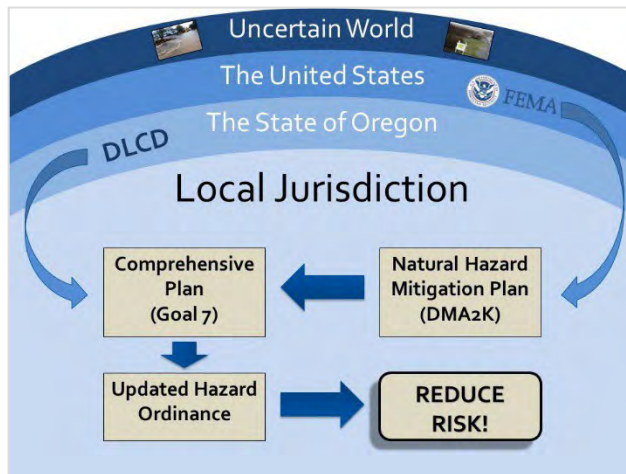 Uncertain World
The United States
FEMA
The State of Oregon
DLCD
Local Jurisdiction
Comprehensive
Plan
(Goal 7)
Natural Hazard
Mitigation Plan
(DMA2K)
Updated Hazard
Ordinance
REDUCE
RISK!